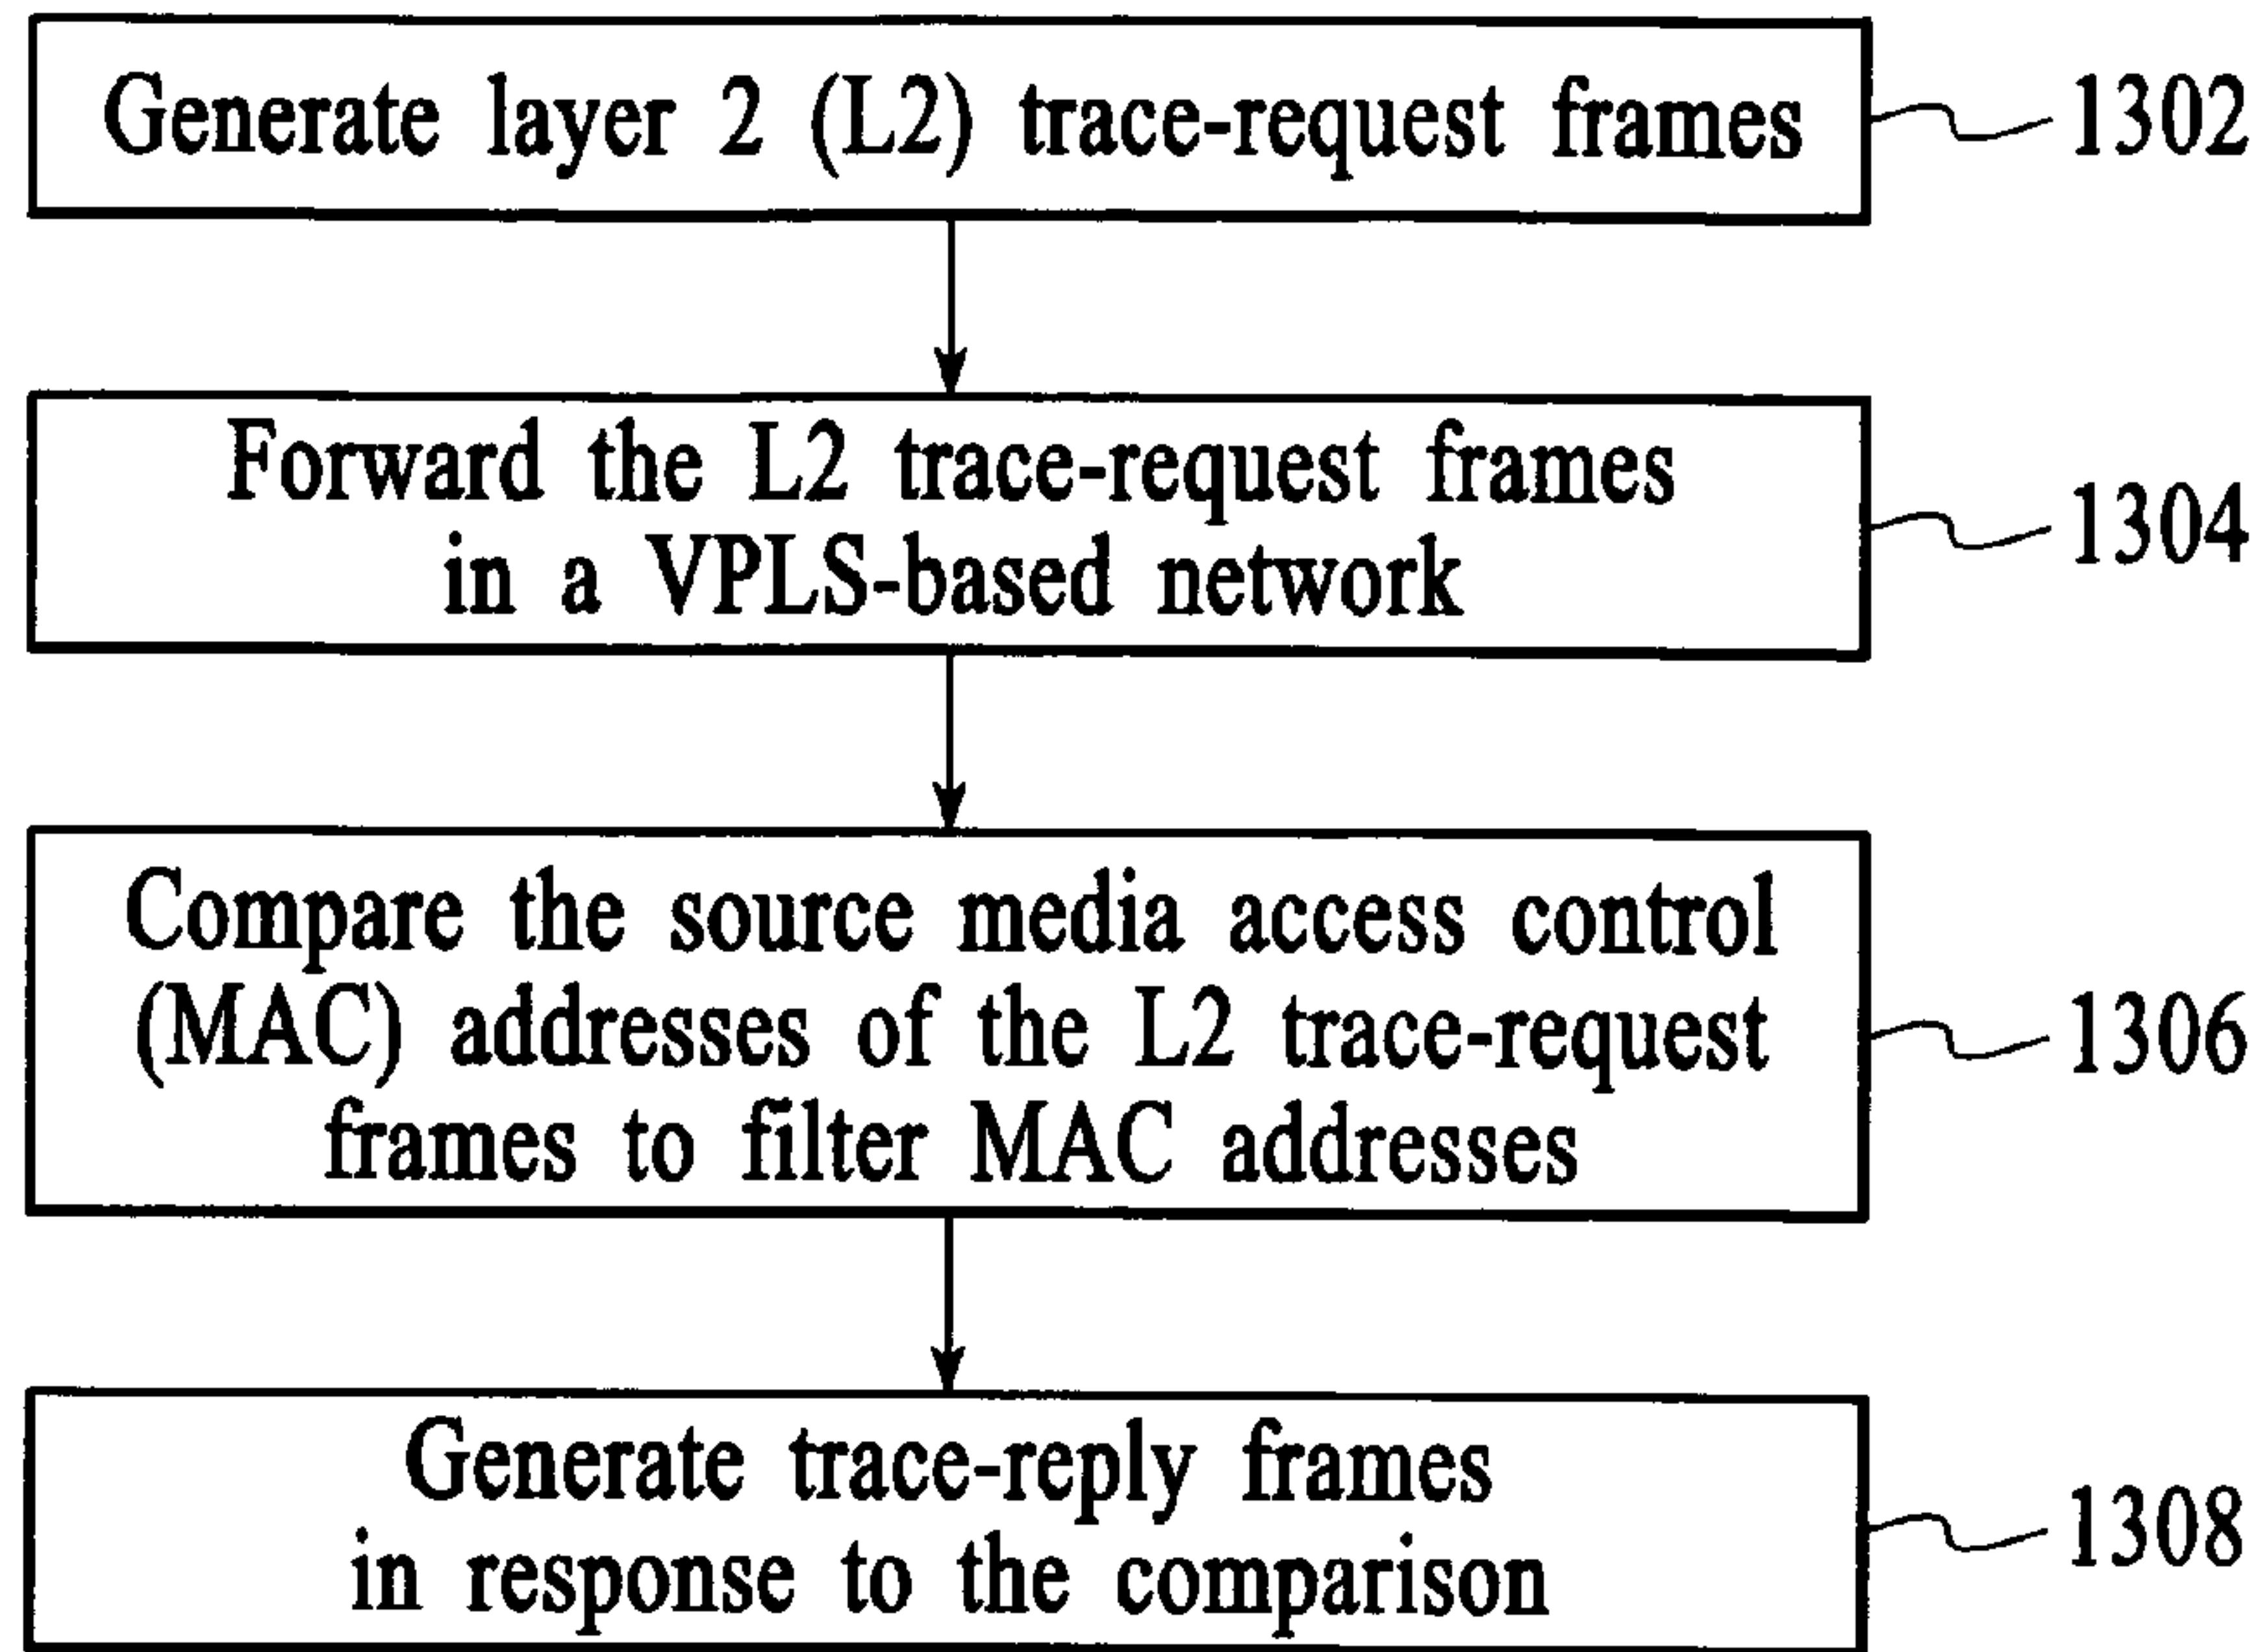 Generate layer 2 (L2) trace-request frames
1302
Forward the L2 trace-request frames
in a VPLS-based network
1304
Compare the source media access control
(MAC) addresses of the L2 trace-request
frames to filter MAC addresses
1306
Generate trace-reply frames
in response to the comparison
1308